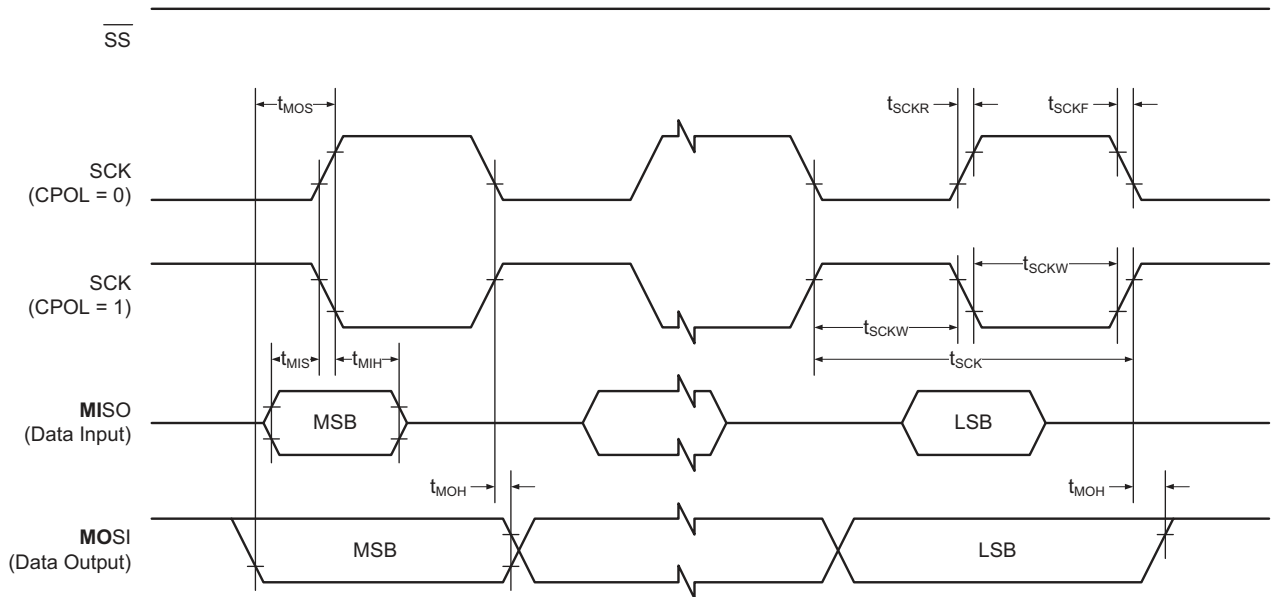 SS
tMOS
tSCKR
tSCKF
SCK
(CPOL = 0)
SCK
(CPOL = 1)
tSCKW
tSCKW
tMIS
tMIH
tSCK
MISO
(Data Input)
MSB
LSB
tMOH
tMOH
MOSI
(Data Output)
MSB
LSB